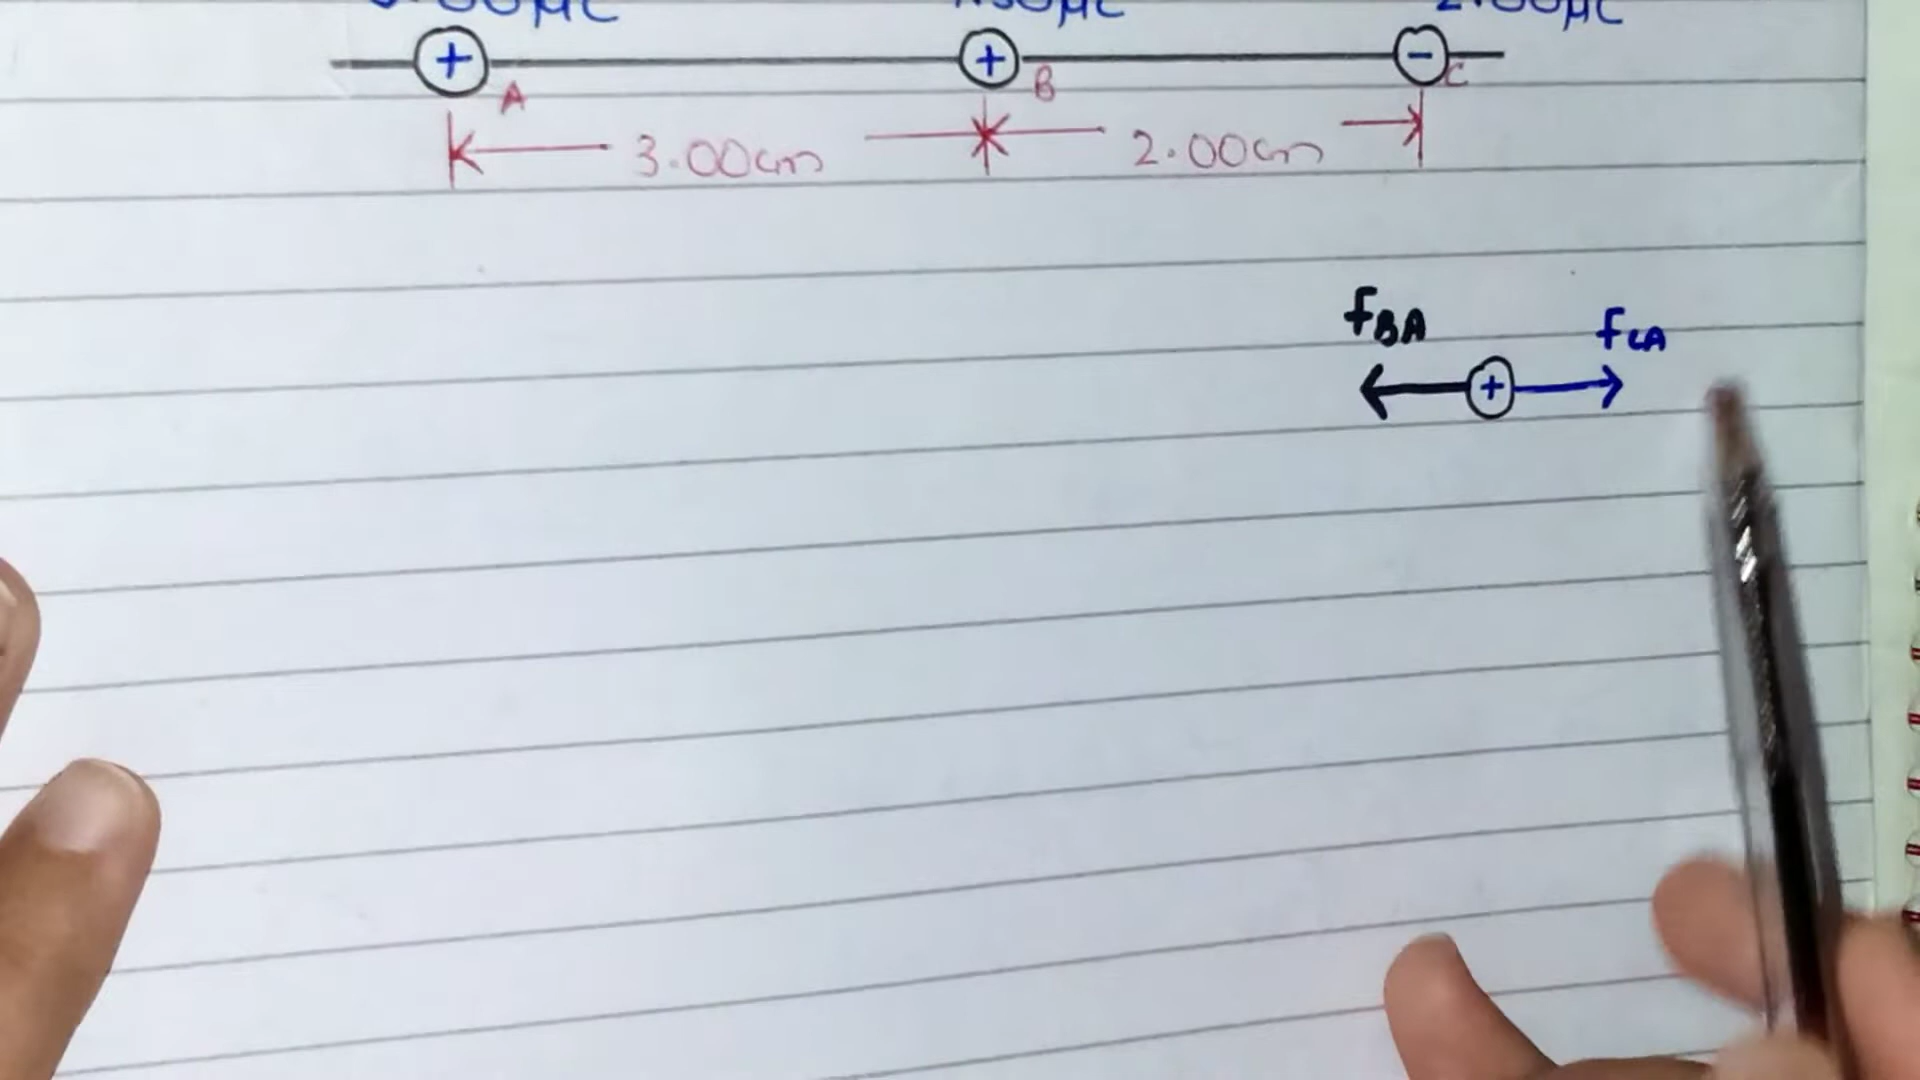 + + -
A B C
3.00cm 2.00cm
fBA fCA
+